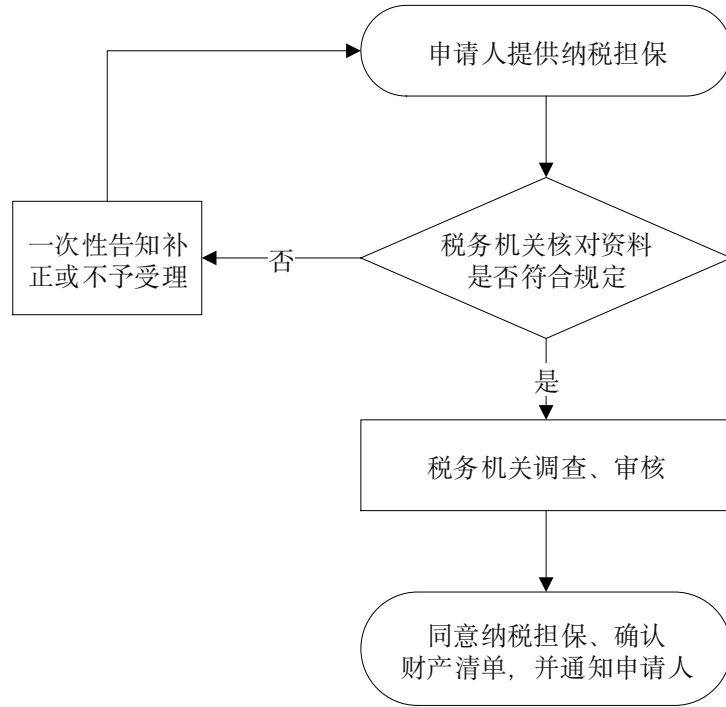 申请人提供纳税担保
税务机关核对资料
是否符合规定
否
一次性告知补
正或不予受理
是
税务机关调查、审核
同意纳税担保、确认
财产清单，并通知申请人